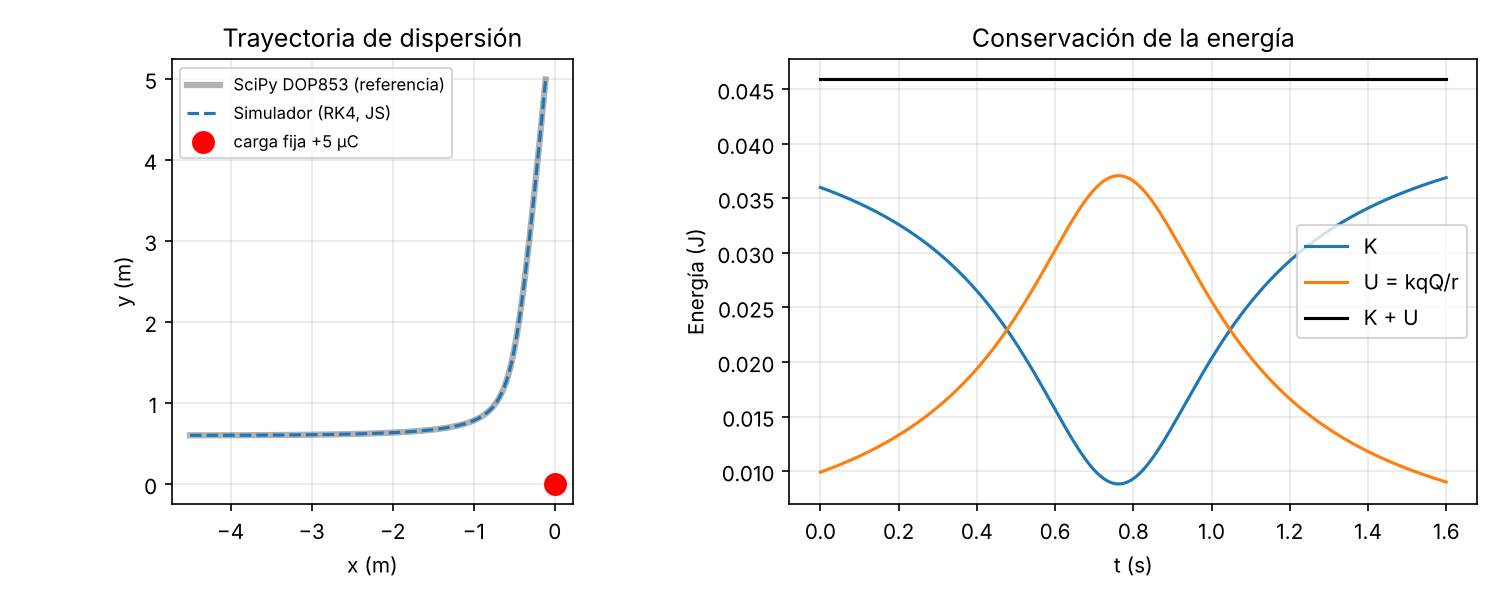 Trayectoria de dispersión
SciPy DOP853 (referencia)
Simulador (RK4, JS)
carga fija +5 µC
5
4
3
2
1
0
y (m)
−4
−3
−2
−1
0
x (m)
Conservación de la energía
0.045
0.040
0.035
0.030
0.025
0.020
0.015
0.010
Energía (J)
K
U = kqQ/r
K + U
0.0
0.2
0.4
0.6
0.8
1.0
1.2
1.4
1.6
t (s)